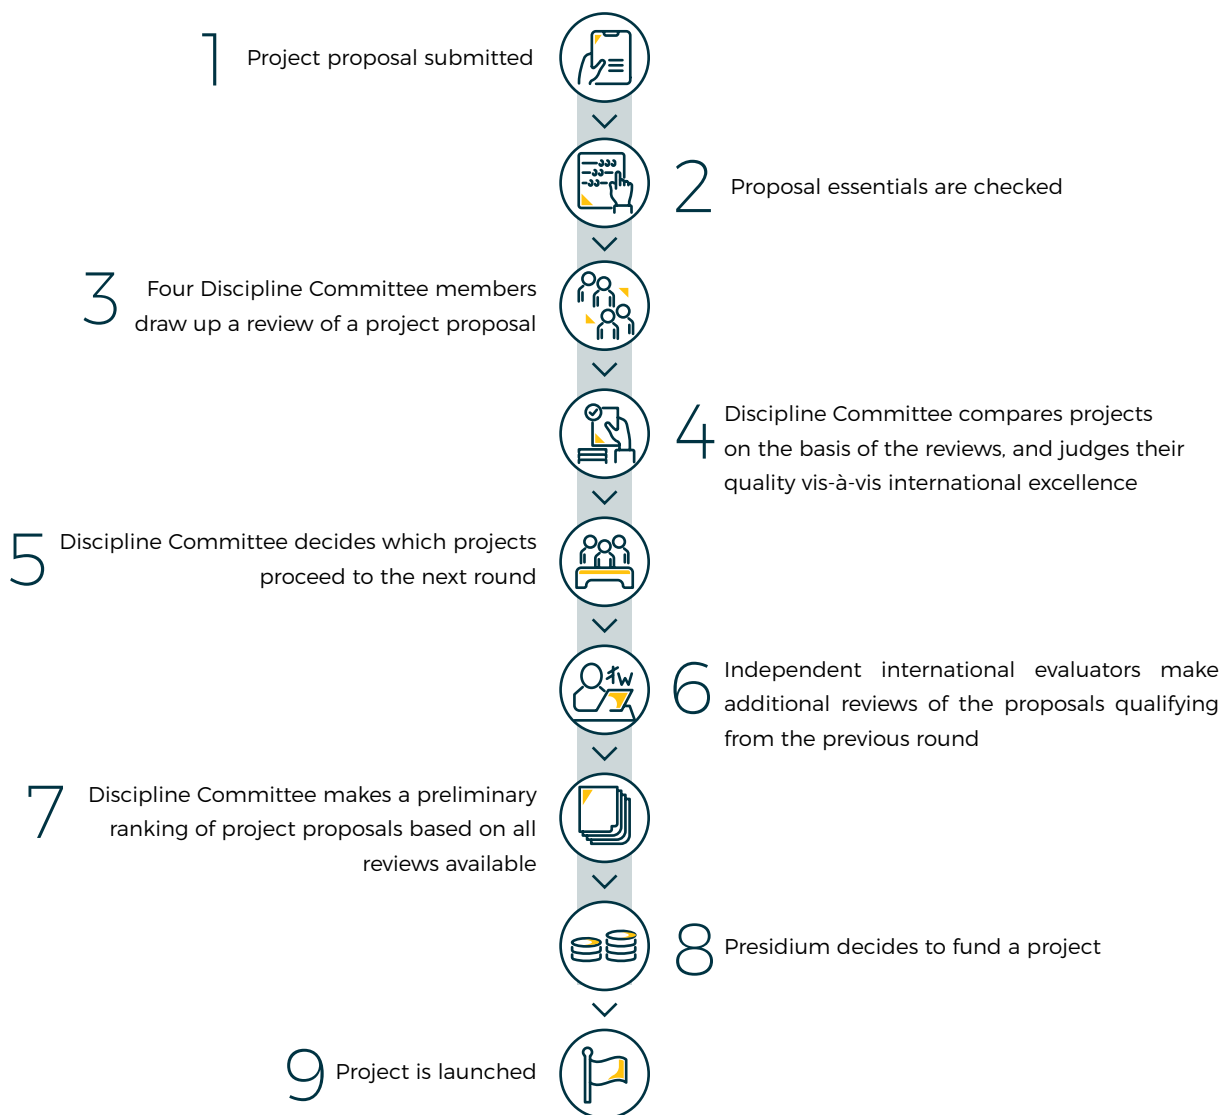 1 Project proposal submitted
2 Proposal essentials are checked
3 Four Discipline Committee members
draw up a review of a project proposal
4 Discipline Committee compares projects
on the basis of the reviews, and judges their
quality vis-à-vis international excellence
5 Discipline Committee decides which projects
proceed to the next round
6 Independent international evaluators make
additional reviews of the proposals qualifying
from the previous round
7 Discipline Committee makes a preliminary
ranking of project proposals based on all
reviews available
8 Presidium decides to fund a project
9 Project is launched